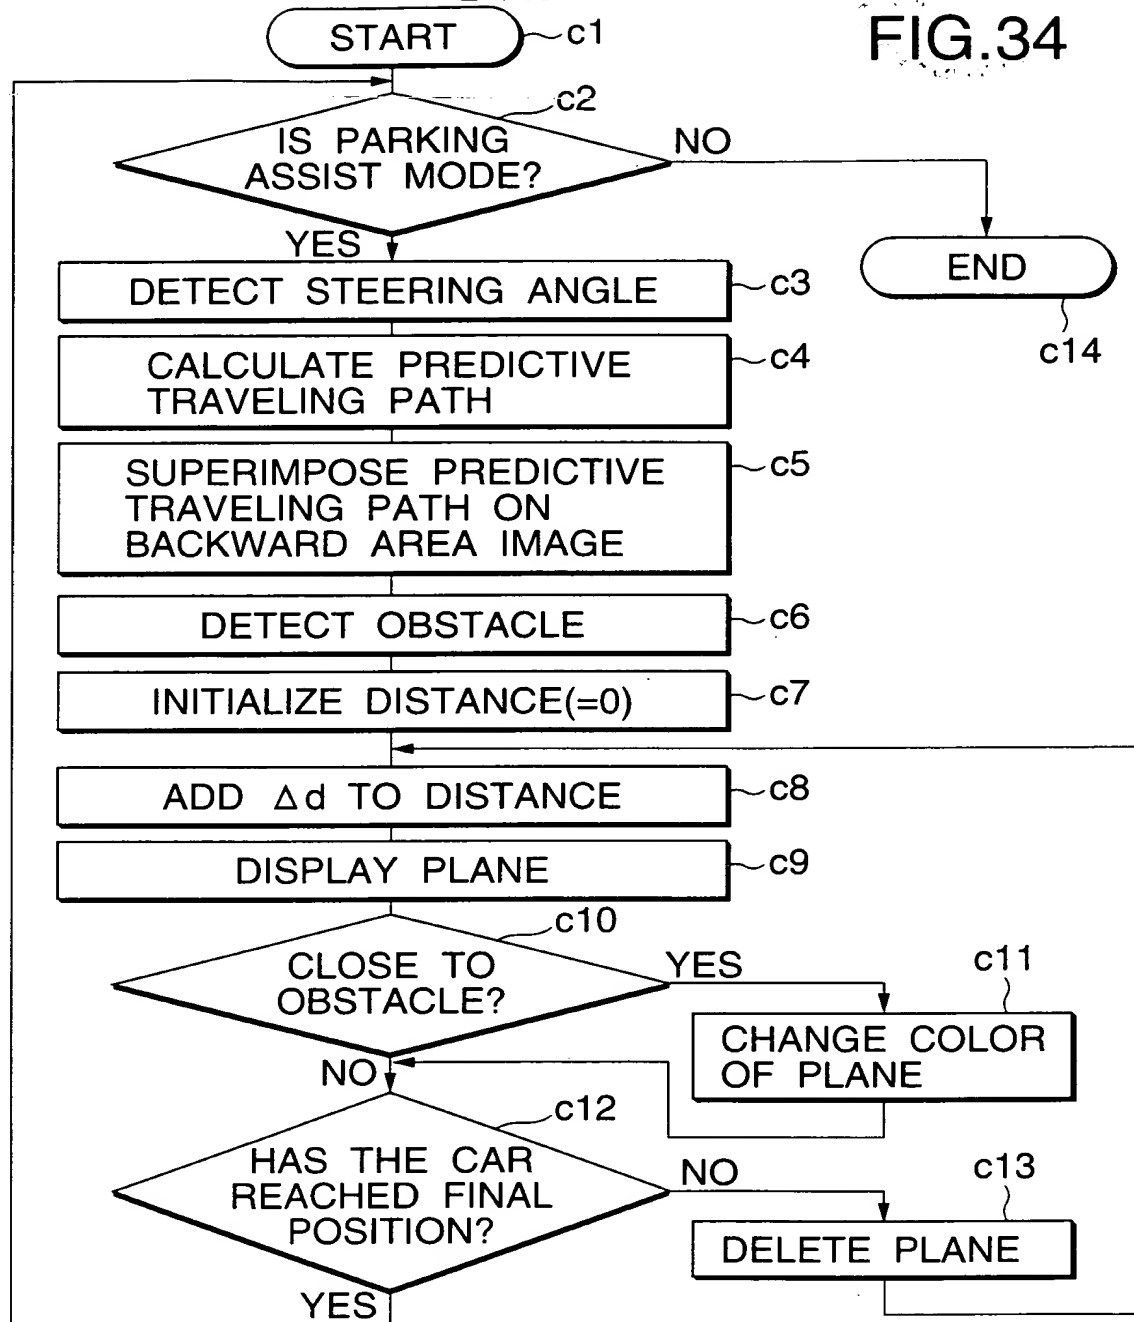 FIG.34
START
c1
c2
IS PARKING
ASSIST MODE?
NO
YES
END
c14
DETECT STEERING ANGLE
c3
CALCULATE PREDICTIVE
TRAVELING PATH
c4
SUPERIMPOSE PREDICTIVE
TRAVELING PATH ON
BACKWARD AREA IMAGE
c5
DETECT OBSTACLE
c6
INITIALIZE DISTANCE(=0)
c7
ADD Δd TO DISTANCE
c8
DISPLAY PLANE
c9
c10
CLOSE TO
OBSTACLE?
YES
NO
c11
CHANGE COLOR
OF PLANE
c12
HAS THE CAR
REACHED FINAL
POSITION?
NO
YES
c13
DELETE PLANE